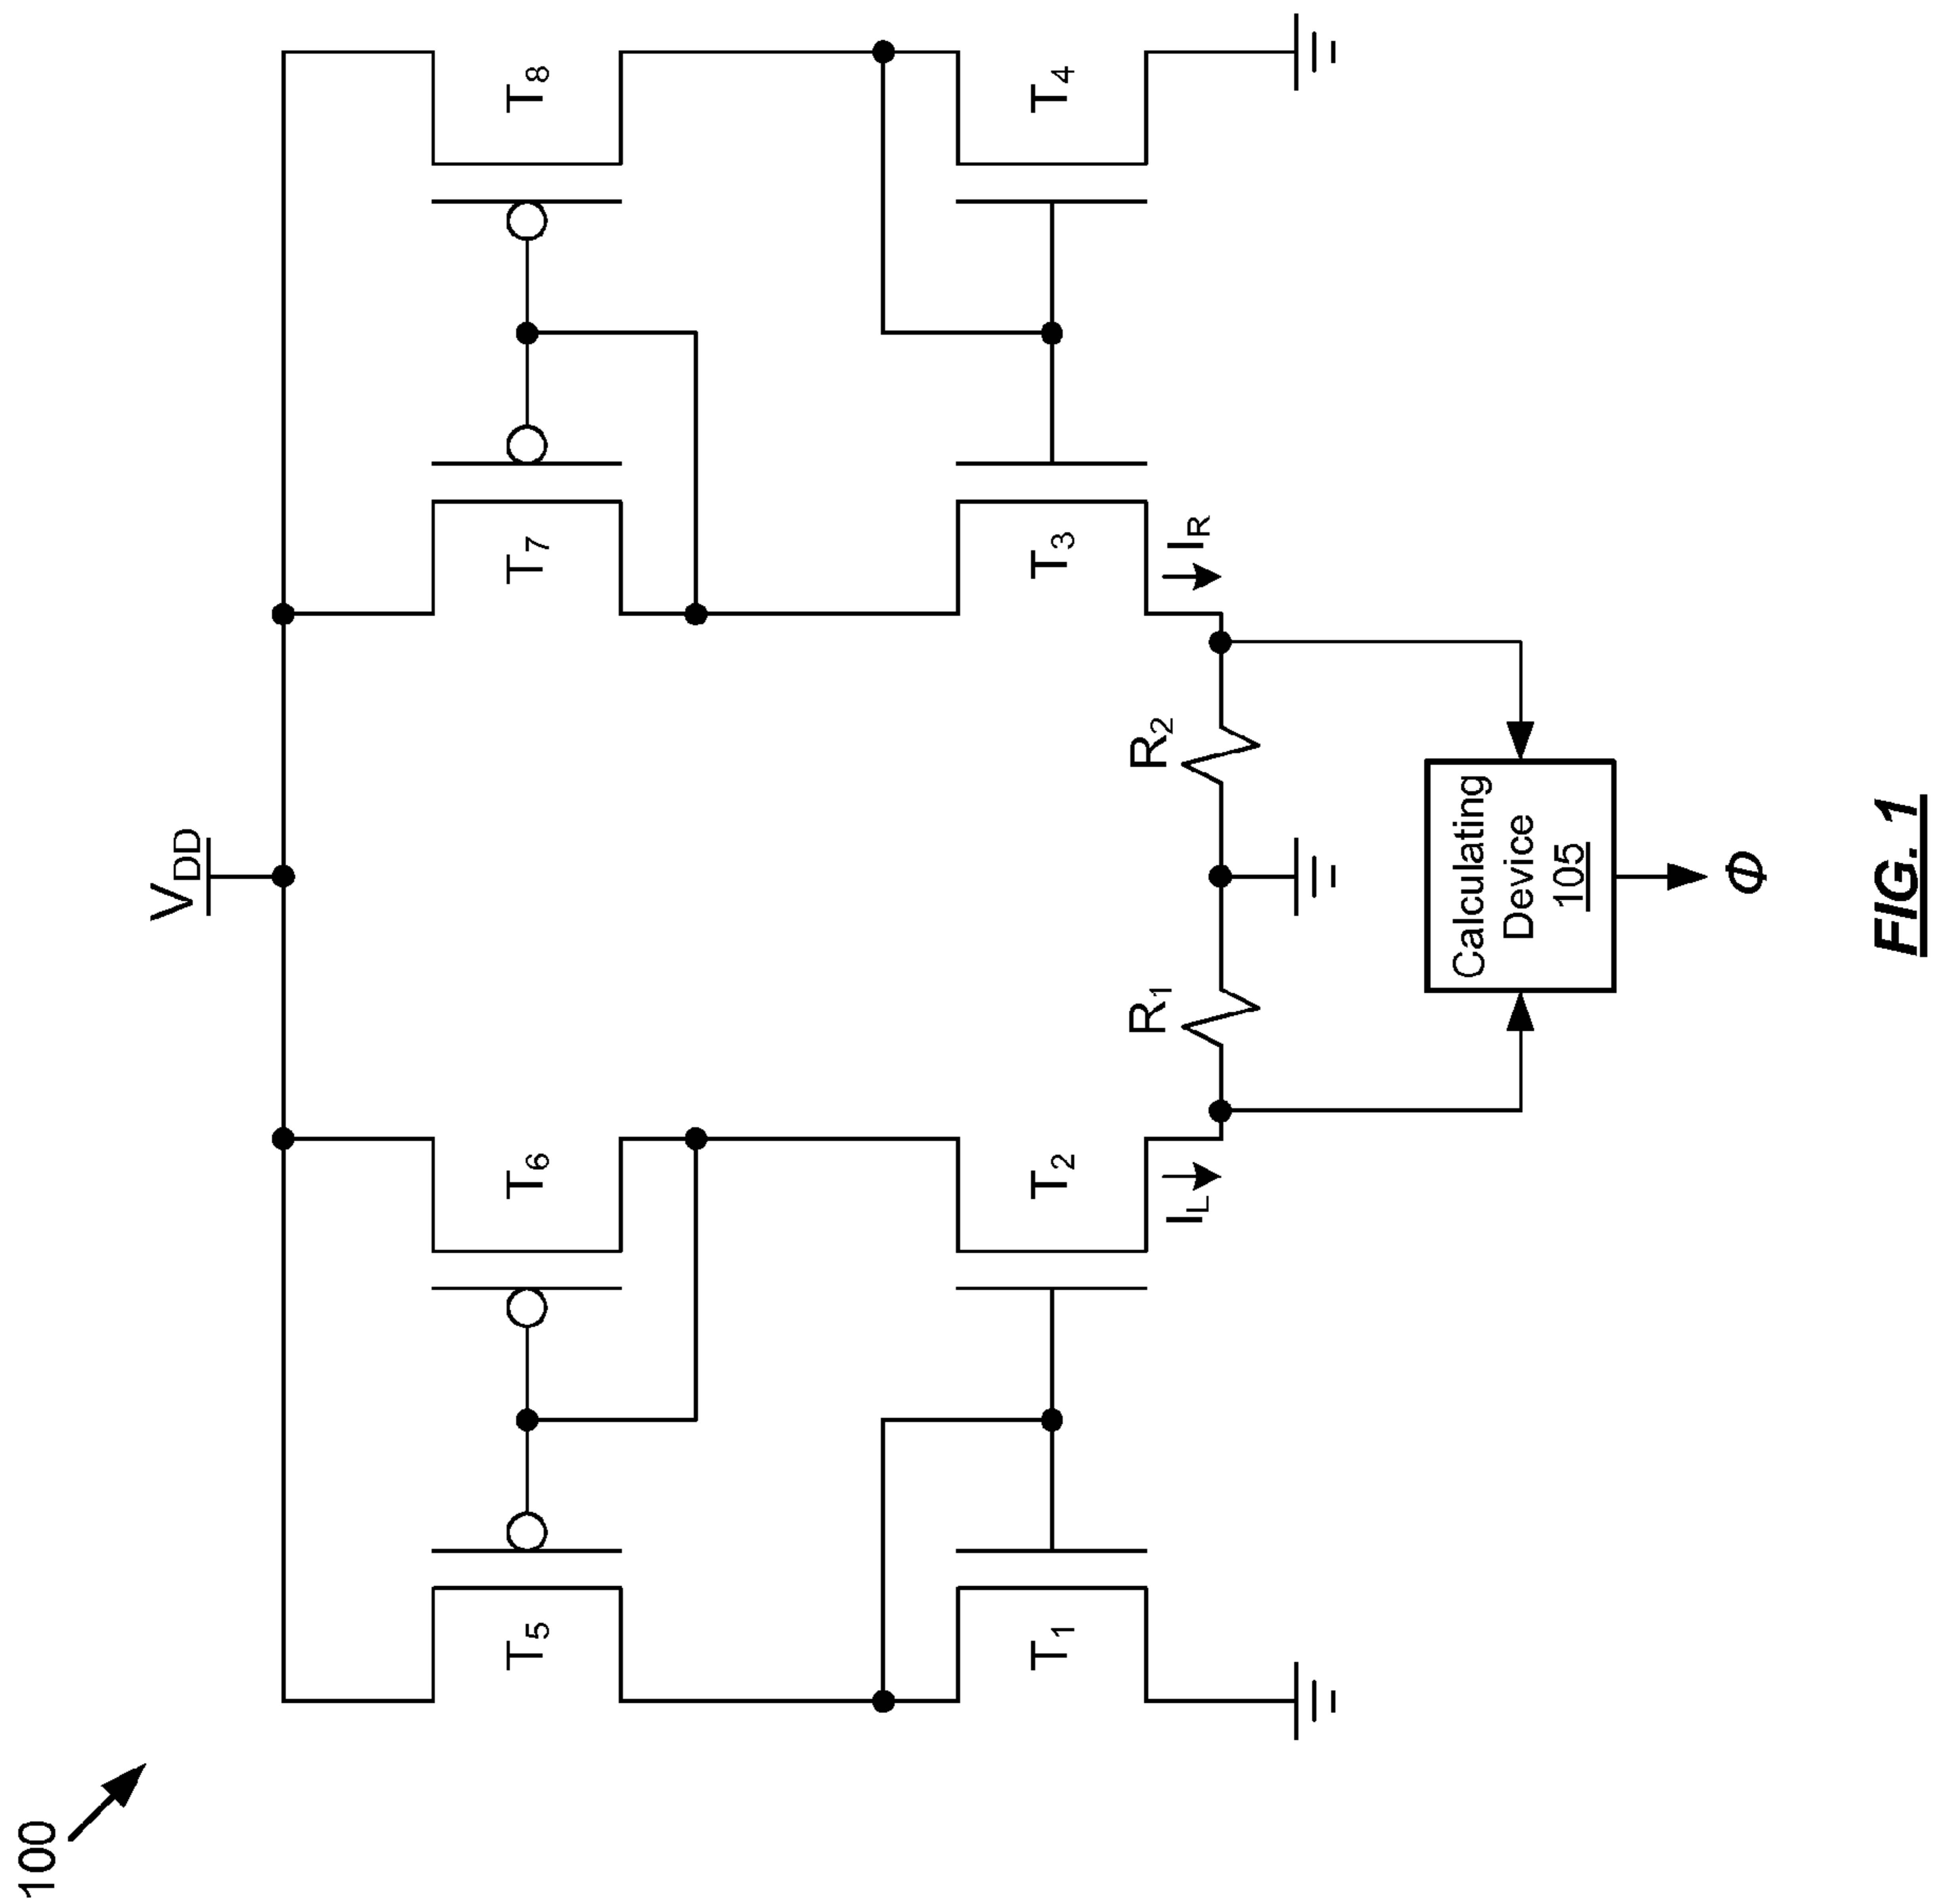 100
V_DD
T_5
T_6
T_7
T_8
T_1
T_2
T_3
T_4
I_L
I_R
R_1
R_2
Calculating
Device
105
Φ
FIG. 1